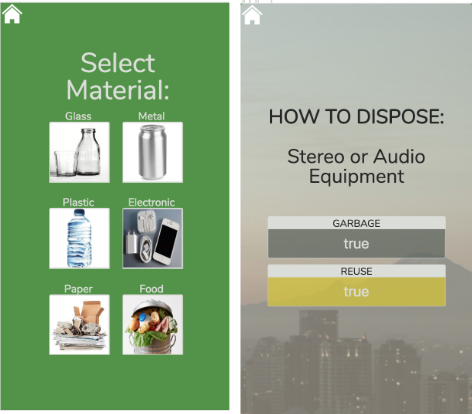 Select
Material:
Glass
Metal
Plastic
Electronic
Paper
Food
HOW TO DISPOSE:
Stereo or Audio
Equipment
GARBAGE
true
REUSE
true